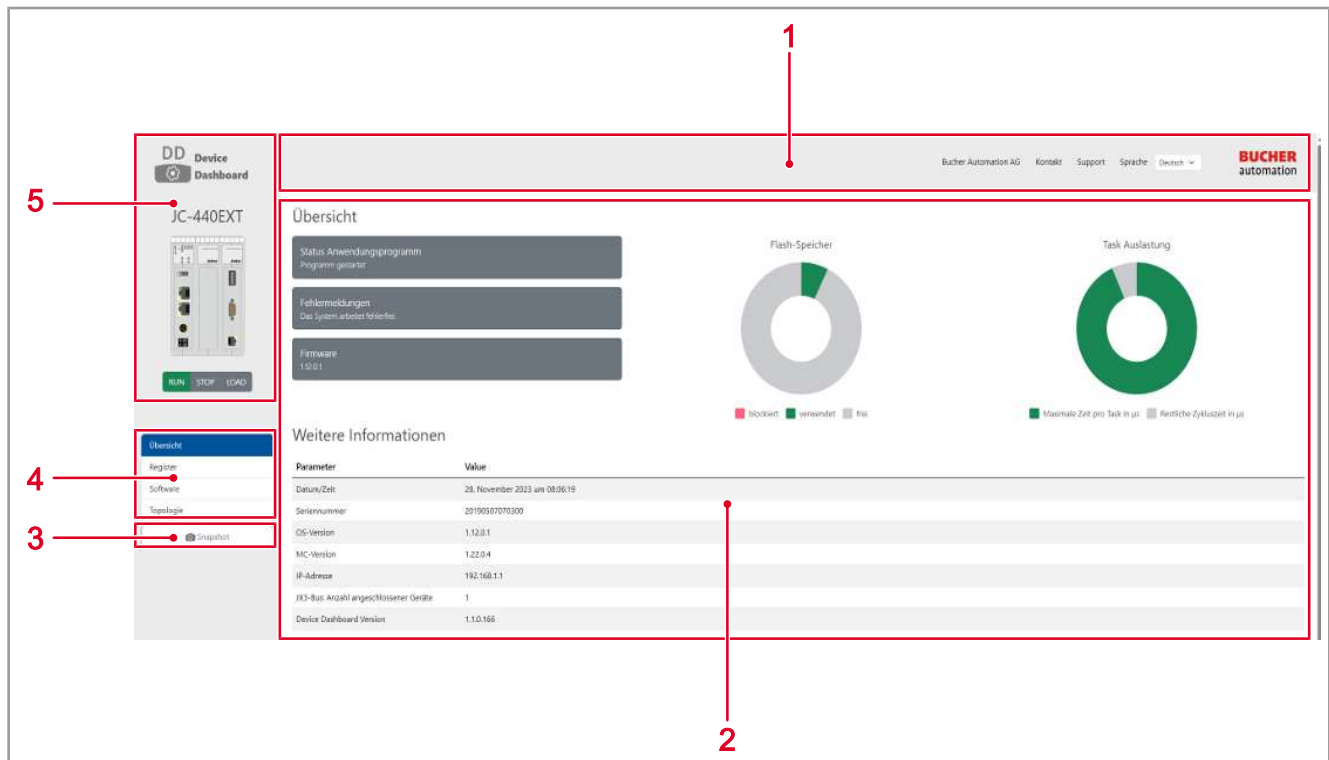 1
DD Device
Dashboard
Bucher Automation AG Kontakt Support Sprache Deutsch
BUCHER
automation
5
JC-440EXT
Übersicht
Status Anwendungsprogramm
Programm gestartet
Fehlermeldungen
Das System arbeitet fehlerfrei.
Firmware
1.12.0.1
Flash-Speicher
Task Auslastung
RUN STOP LOAD
blockiert verwendet frei
Maximale Zeit pro Task in µs Restliche Zykluszeit in µs
4
Übersicht
Register
Software
Topologie
3
Snapshot
Weitere Informationen
Parameter Value
Datum/Zeit 28. November 2023 um 08:06:19
Seriennummer 20190507070300
OS-Version 1.12.0.1
MC-Version 1.22.0.4
IP-Adresse 192.168.1.1
JX3-Bus: Anzahl angeschlossener Geräte 1
Device Dashboard Version 1.1.0.166
2